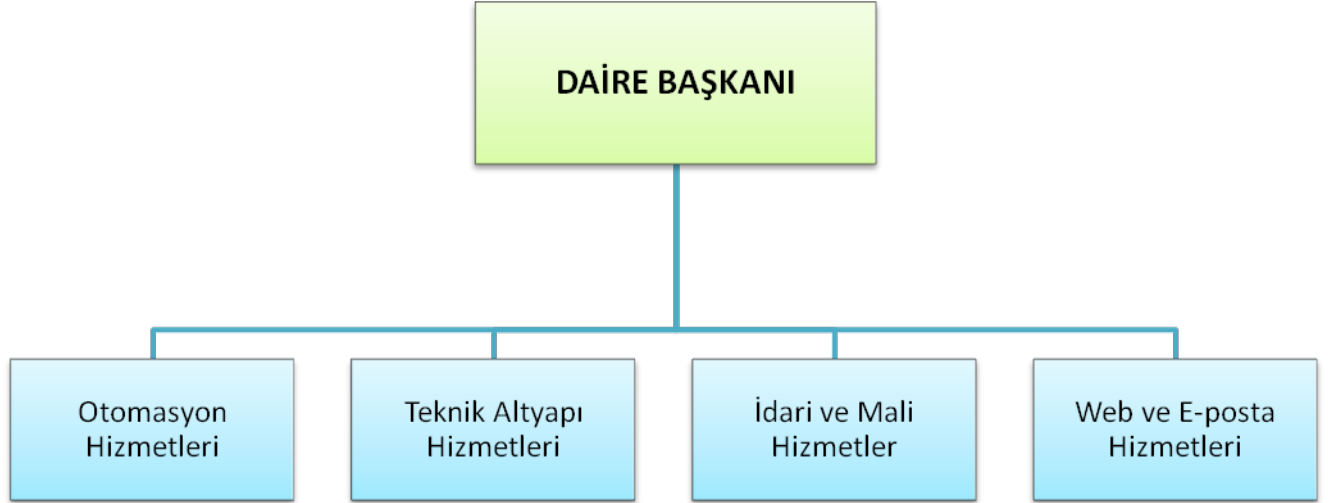 DAİRE BAŞKANI
Otomasyon
Hizmetleri
Teknik Altyapı
Hizmetleri
İdari ve Mali
Hizmetler
Web ve E-posta
Hizmetleri